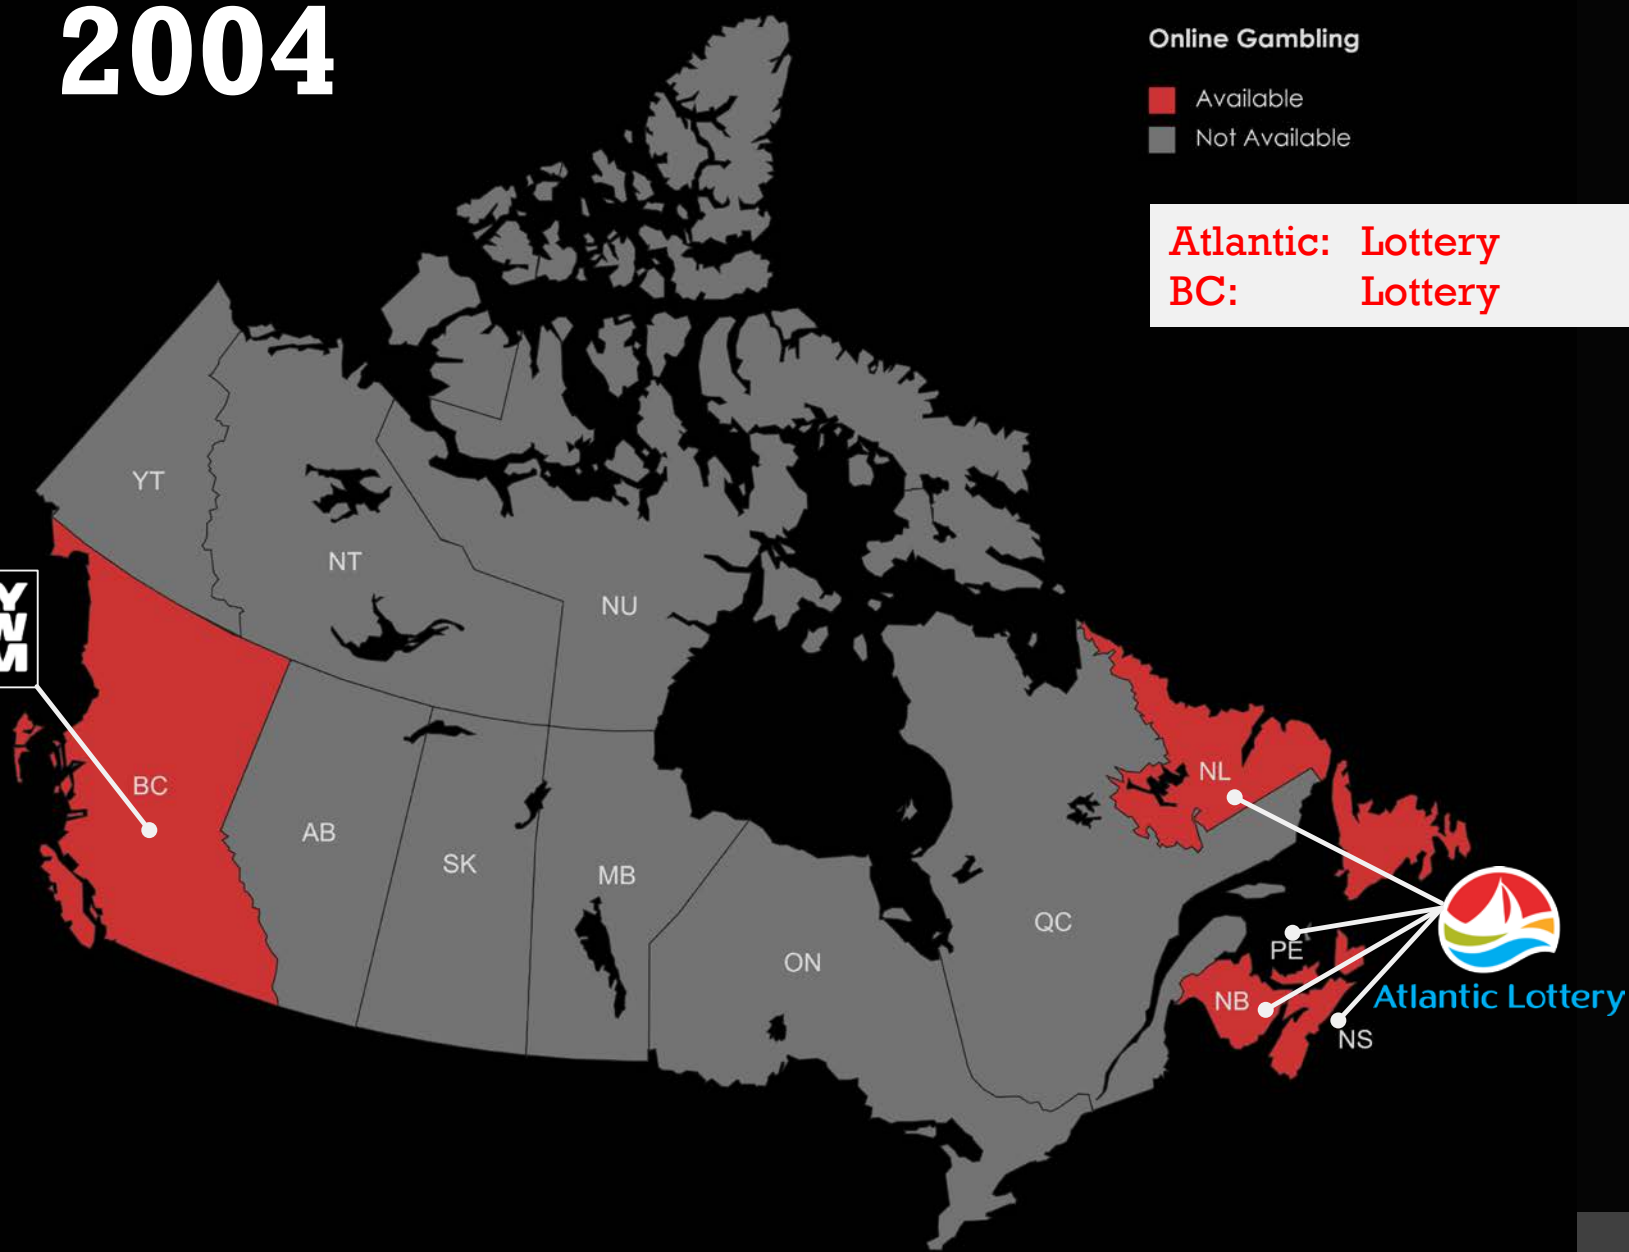 2004
Online Gambling
Available
Not Available
Atlantic: Lottery
BC: Lottery
YT
NT
NU
Y
W
M
BC
AB
SK
MB
ON
QC
NL
PE
NB
NS
Atlantic Lottery